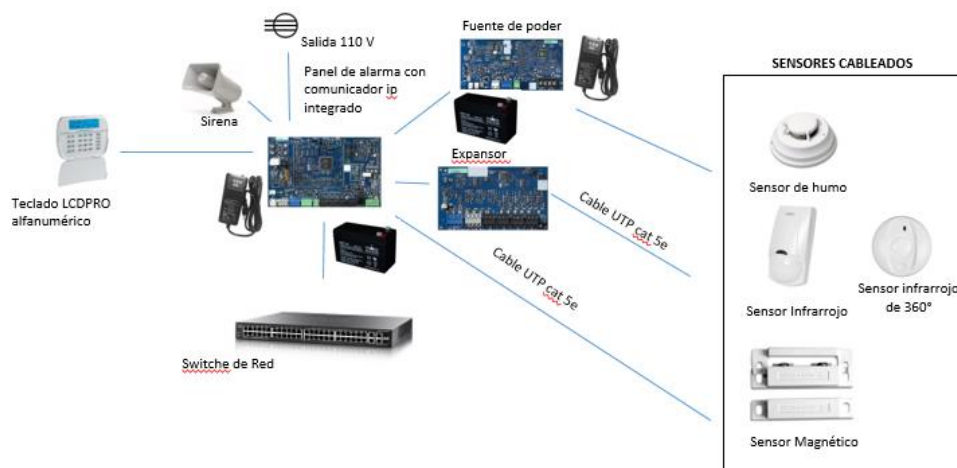 Salida 110 V
Fuente de poder
Panel de alarma con
comunicador ip
integrado
Sirena
Teclado LCDPRO
alfanumérico
Expansor
Cable UTP cat 5e
Cable UTP cat 5e
Switche de Red
SENSORES CABLEADOS
Sensor de humo
Sensor Infrarrojo
Sensor infrarrojo
de 360°
Sensor Magnético